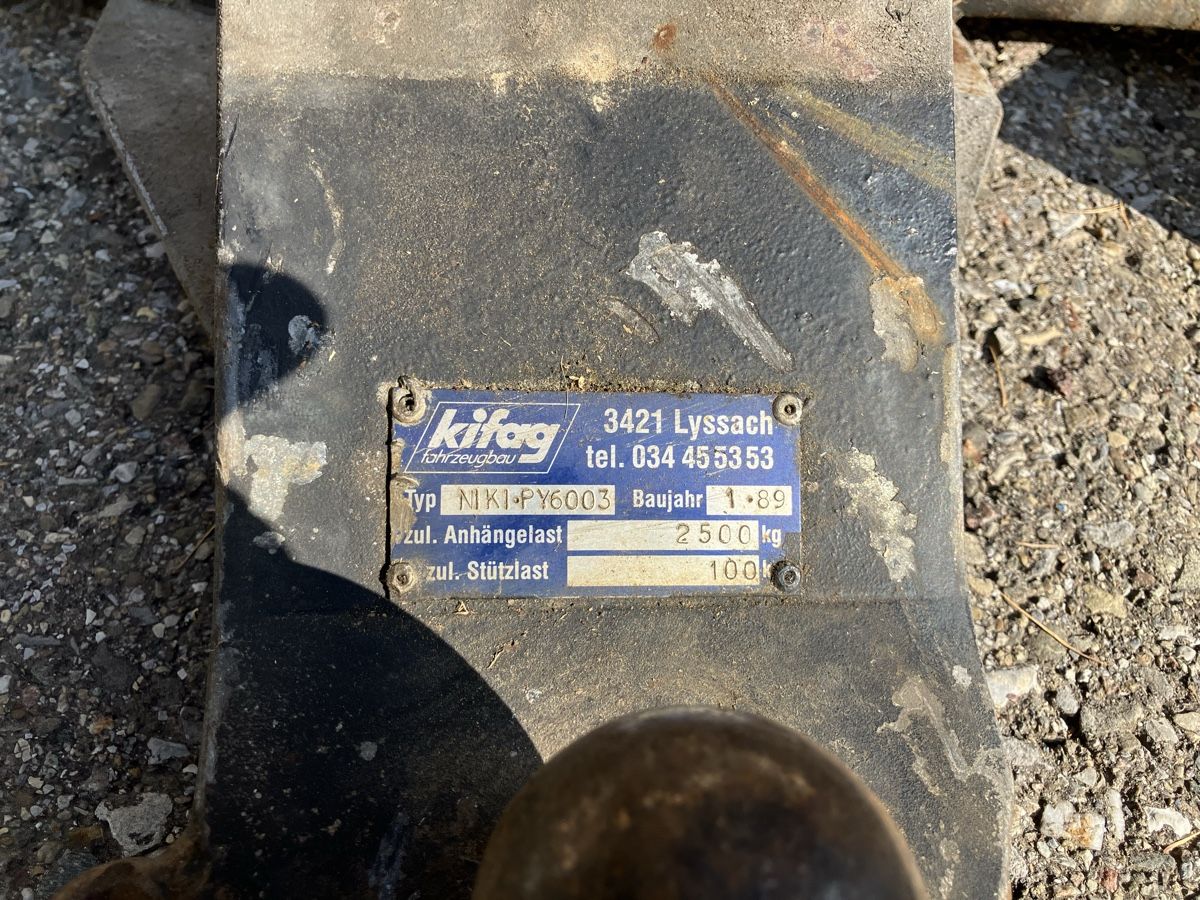 kifag
fahrzeugbau
3421 Lyssach
tel. 034 45 53 53
Typ NIKI·PY6003 Baujahr 1·89
zul. Anhängelast 2500 kg
zul. Stützlast 100